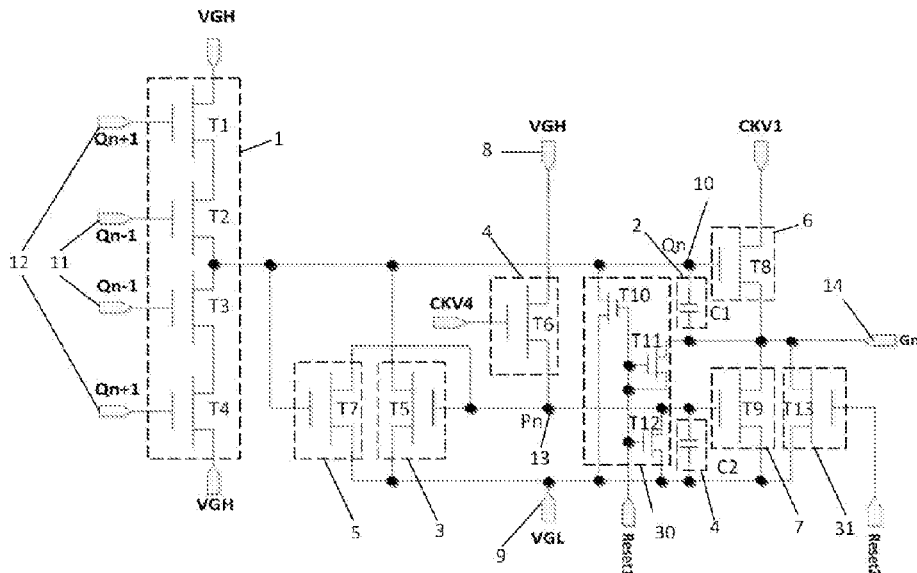 VGH
VGH
CKV1
T1
1
8
Qn+1
10
2
6
4
Qn
T2
12
11
Qn-1
T8
14
Qn-1
T3
CKV4
T6
T10
C1
T11
Gn
Qn+1
T4
T7
T5
Pn
T12
T9
T13
13
C2
VGH
5
3
9
VGL
30
4
7
31
Reset1